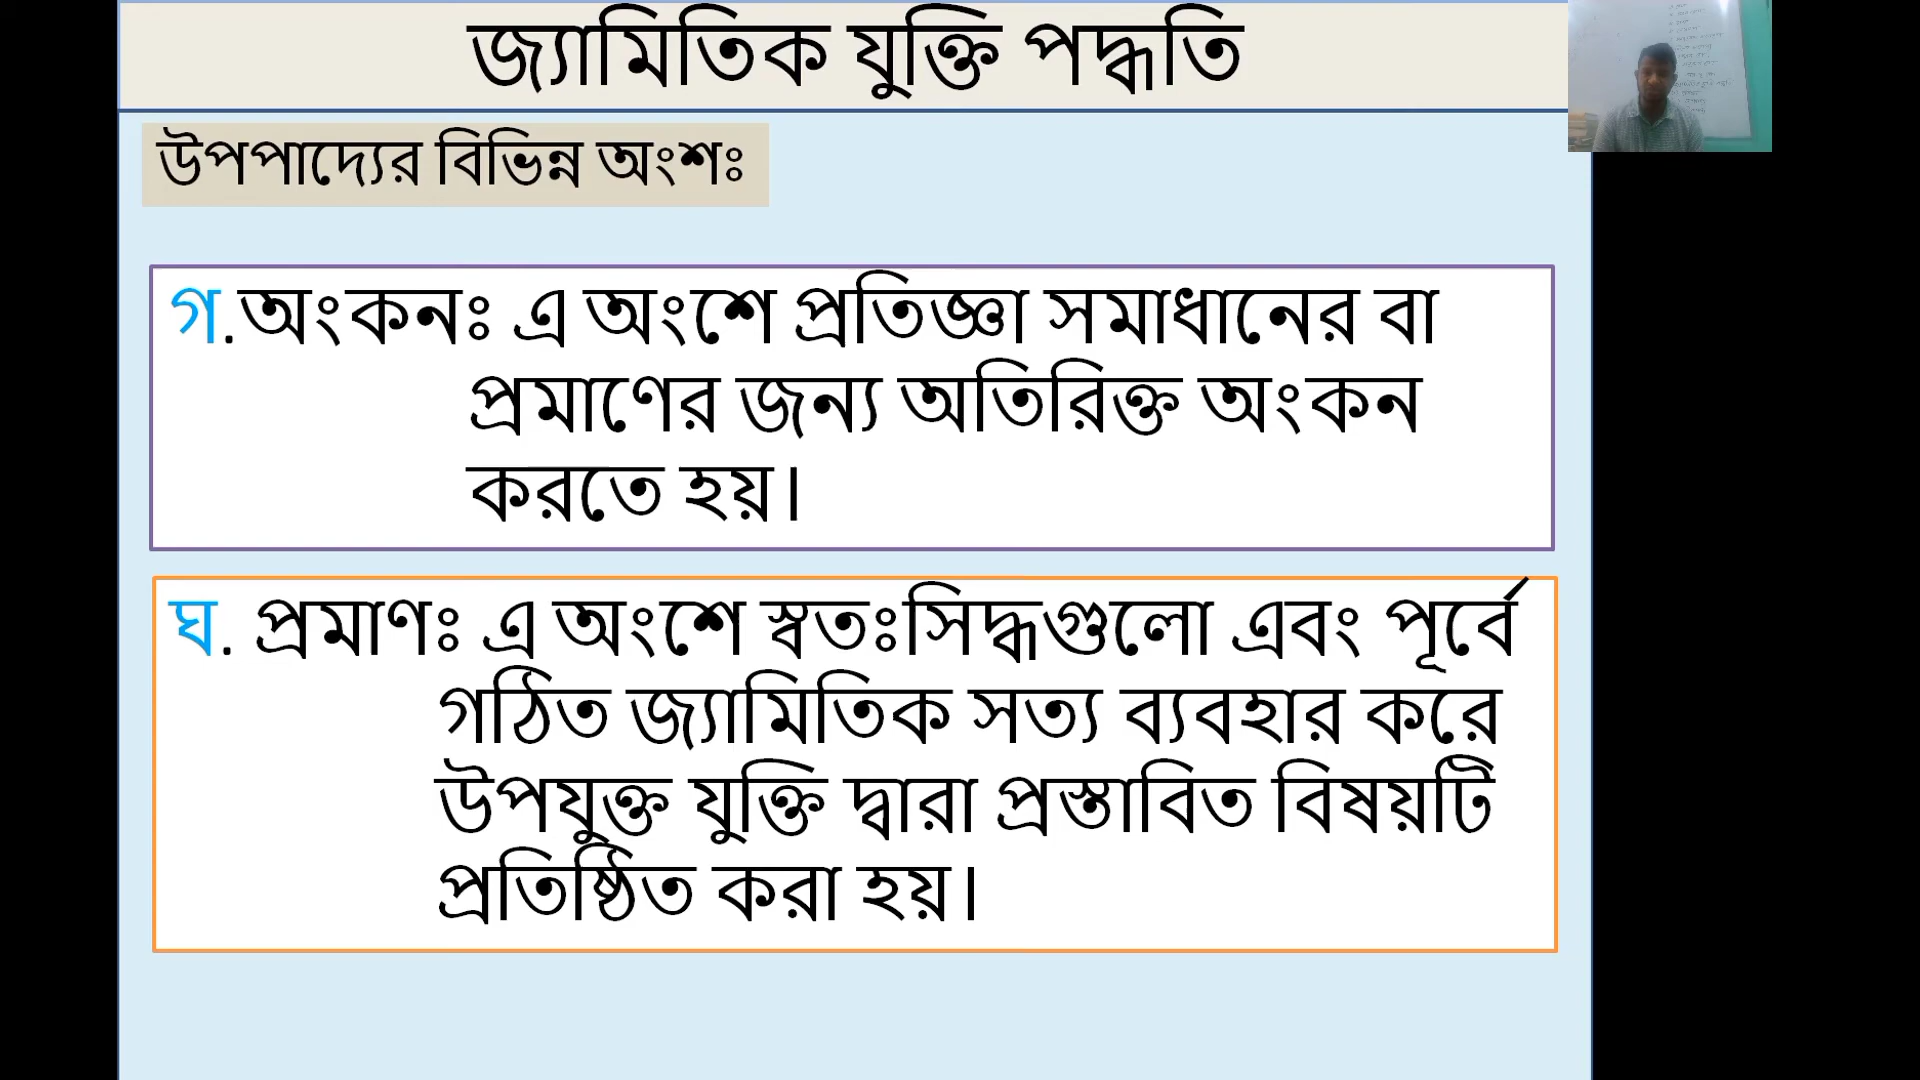 জ্যামিতিক যুক্তি পদ্ধতি
উপপাদ্যের বিভিন্ন অংশঃ
গ.অংকনঃ এ অংশে প্রতিজ্ঞা সমাধানের বা
প্রমাণের জন্য অতিরিক্ত অংকন
করতে হয়।
ঘ. প্রমাণঃ এ অংশে স্বতঃসিদ্ধগুলো এবং পূর্বে
গঠিত জ্যামিতিক সত্য ব্যবহার করে
উপযুক্ত যুক্তি দ্বারা প্রস্তাবিত বিষয়টি
প্রতিষ্ঠিত করা হয়।